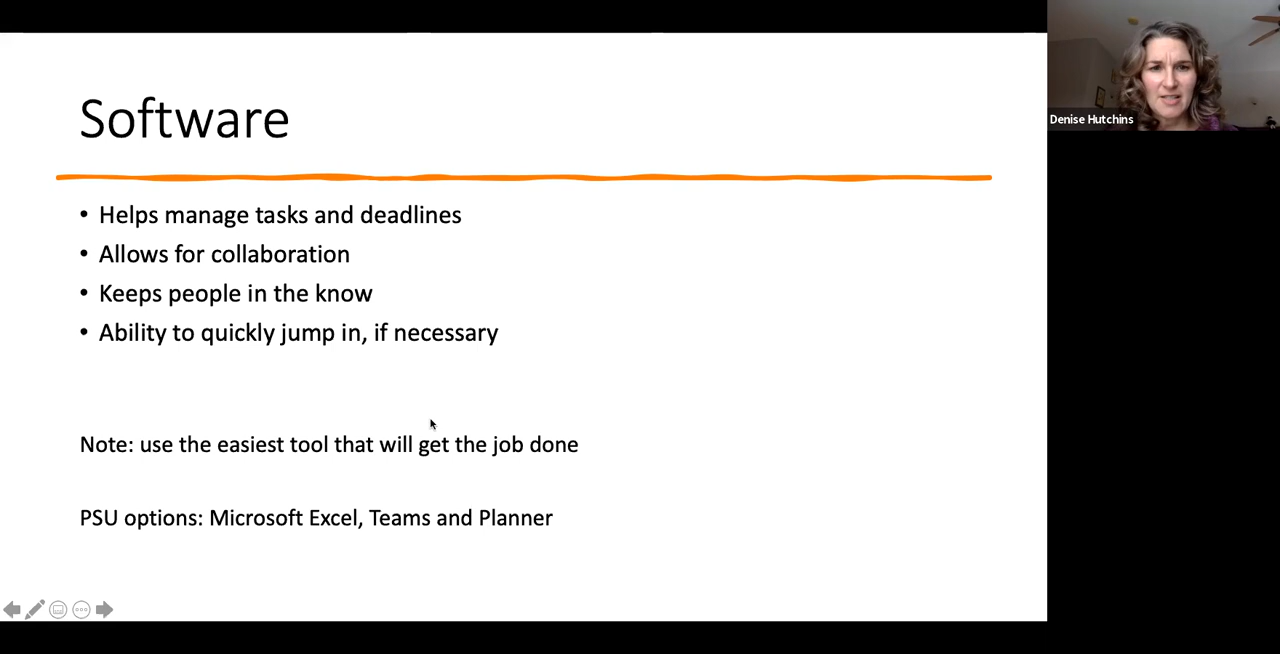 Software
• Helps manage tasks and deadlines
• Allows for collaboration
• Keeps people in the know
• Ability to quickly jump in, if necessary
Note: use the easiest tool that will get the job done
PSU options: Microsoft Excel, Teams and Planner
Denise Hutchins